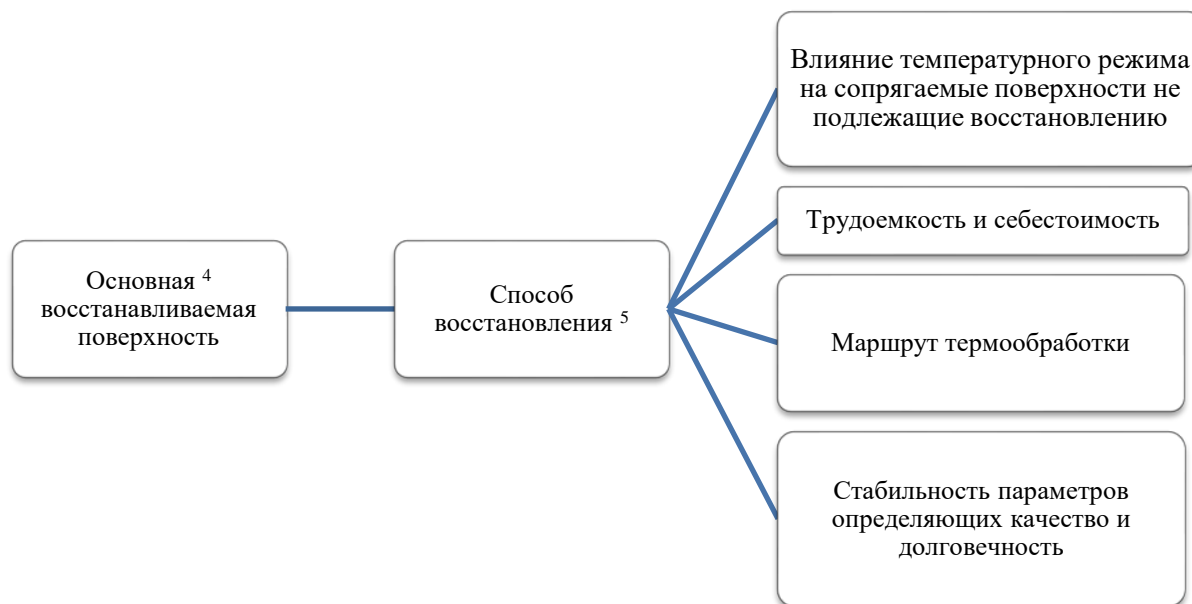 Основная ⁴
восстанавливаемая
поверхность
Способ
восстановления ⁵
Влияние температурного режима
на сопрягаемые поверхности не
подлежащие восстановлению
Трудоемкость и себестоимость
Маршрут термообработки
Стабильность параметров
определяющих качество и
долговечность